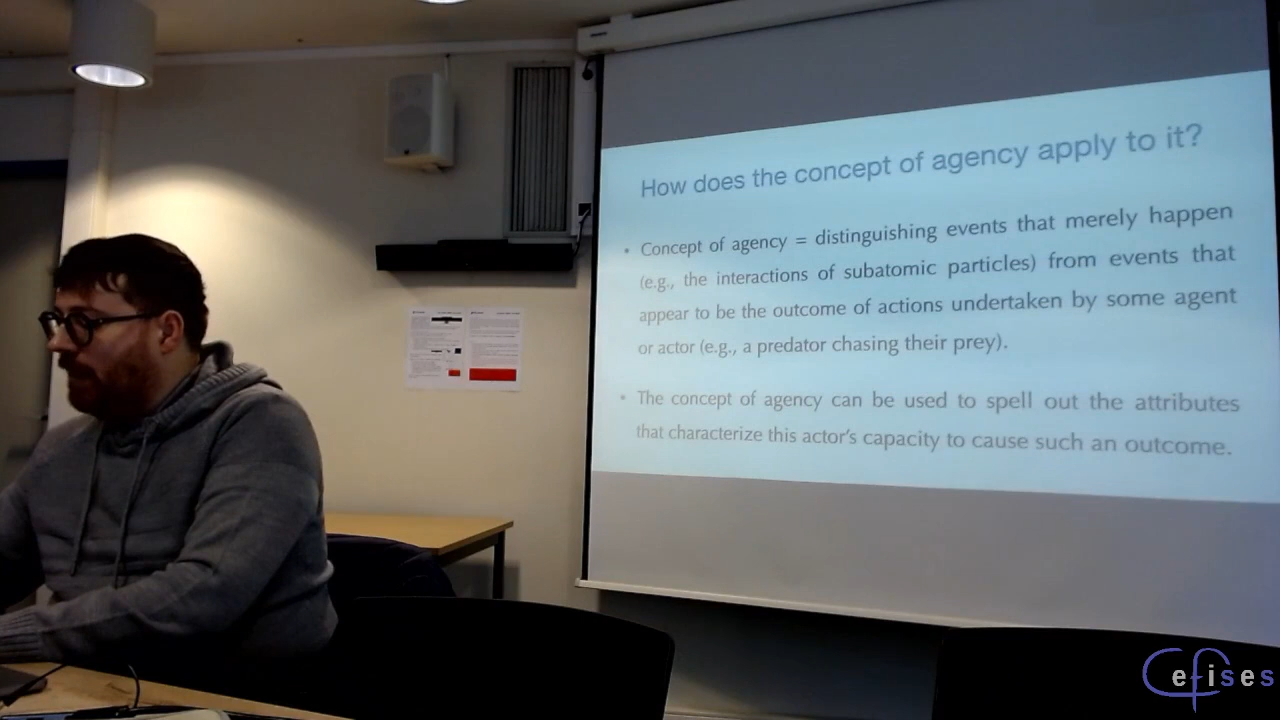 How does the concept of agency apply to it?
• Concept of agency = distinguishing events that merely happen
(e.g., the interactions of subatomic particles) from events that
appear to be the outcome of actions undertaken by some agent
or actor (e.g., a predator chasing their prey).
• The concept of agency can be used to spell out the attributes
that characterize this actor's capacity to cause such an outcome.
Cefises